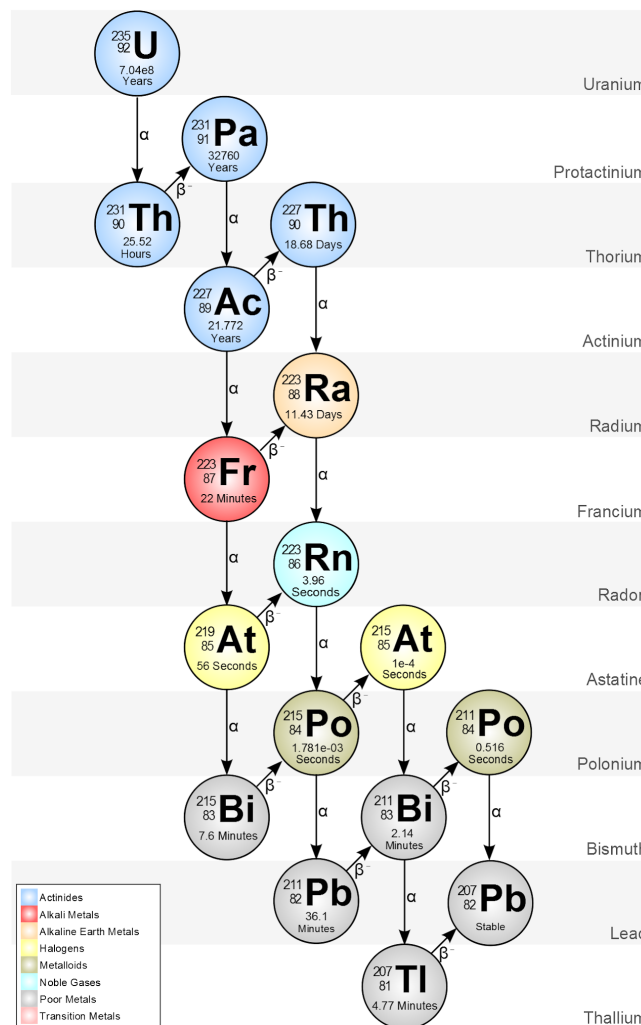 235
92
U
7.04e8
Years
Uranium
α
231
91
Pa
32760
Years
Protactinium
β⁻
231
90
Th
25.52
Hours
α
227
90
Th
18.68 Days
Thorium
β⁻
227
89
Ac
21.772
Years
α
Actinium
α
223
88
Ra
11.43 Days
Radium
β⁻
223
87
Fr
22 Minutes
α
Francium
α
223
86
Rn
3.96
Seconds
Radon
β⁻
219
85
At
56 Seconds
α
215
85
At
1e-4
Seconds
Astatine
β⁻
α
215
84
Po
1.781e-03
Seconds
α
211
84
Po
0.516
Seconds
Polonium
β⁻
β⁻
215
83
Bi
7.6 Minutes
α
211
83
Bi
2.14
Minutes
α
Bismuth
β⁻
211
82
Pb
36.1
Minutes
α
207
82
Pb
Stable
Lead
β⁻
207
81
Tl
4.77 Minutes
Thallium
Actinides
Alkali Metals
Alkaline Earth Metals
Halogens
Metalloids
Noble Gases
Poor Metals
Transition Metals